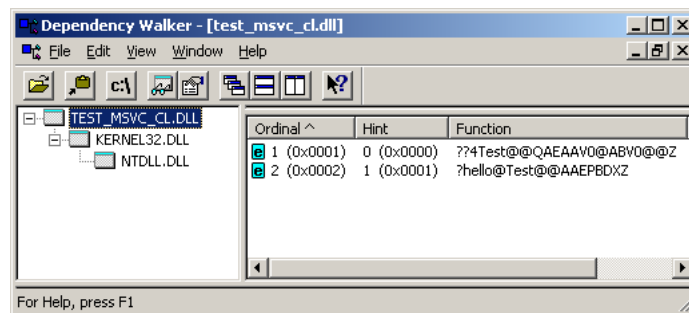 Dependency Walker - [test_msvc_cl.dll]
File Edit View Window Help
c:\
TEST_MSVC_CL.DLL
KERNEL32.DLL
NTDLL.DLL
Ordinal ^ Hint Function
e 1 (0x0001) 0 (0x0000) ??4Test@@QAEAAV0@ABV0@@Z
e 2 (0x0002) 1 (0x0001) ?hello@Test@@AAEPBDXZ
For Help, press F1